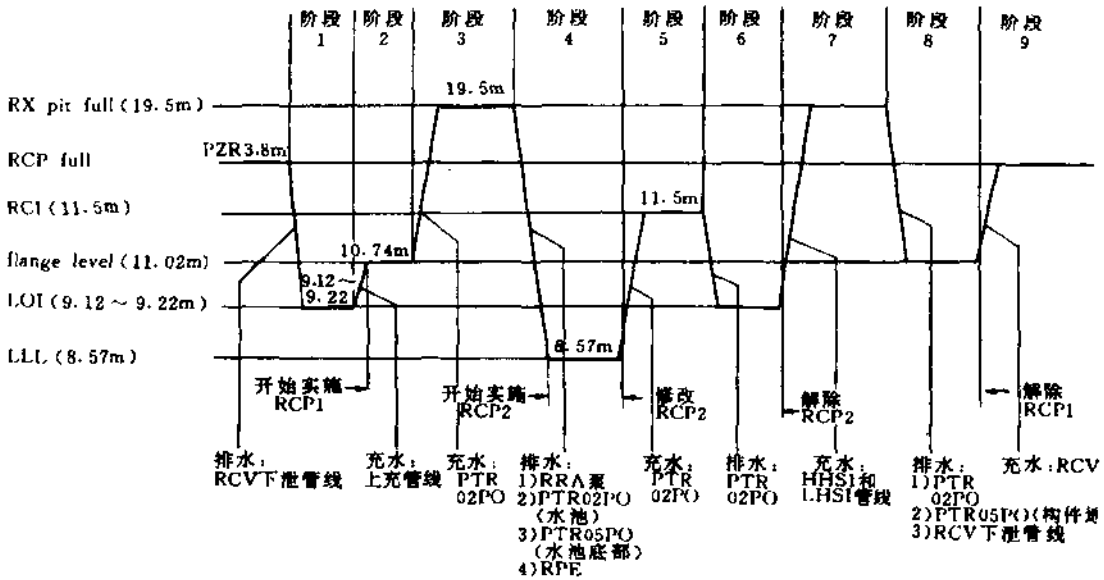 阶段 1
阶段 2
阶段 3
阶段 4
阶段 5
阶段 6
阶段 7
阶段 8
阶段 9
RX pit full (19.5m)
19.5m
RCP full
PZR3.8m
RCI (11.5m)
11.5m
flange level (11.02m)
10.74m
9.12～
9.22
LOI (9.12～9.22m)
LLL (8.57m)
8.57m
开始实施
RCP1
开始实施
RCP2
修改
RCP2
解除
RCP2
解除
RCP1
排水：
RCV下泄管线
充水：
上充管线
充水：
PTR
02PO
排水：
1)RRA泵
2)PTR02PO
(水池)
3)PTR05PO
(水池底部)
4)RPE
充水：
PTR
02PO
排水：
PTR
02PO
充水：
HHSI和
LHSI管线
排水：
1)PTR
02PO
2)PTR05PO(构件
3)RCV下泄管线
充水：RCV